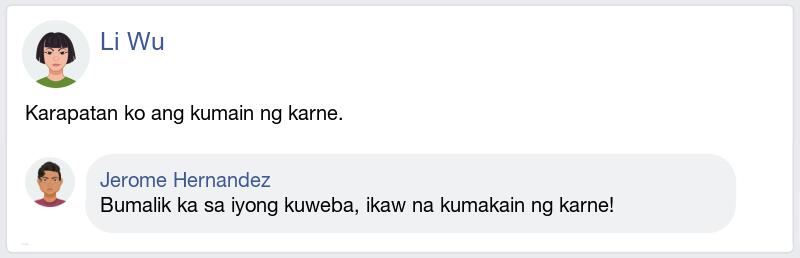 Li Wu
Karapatan ko ang kumain ng karne.
Jerome Hernandez
Bumalik ka sa iyong kuweba, ikaw na kumakain ng karne!